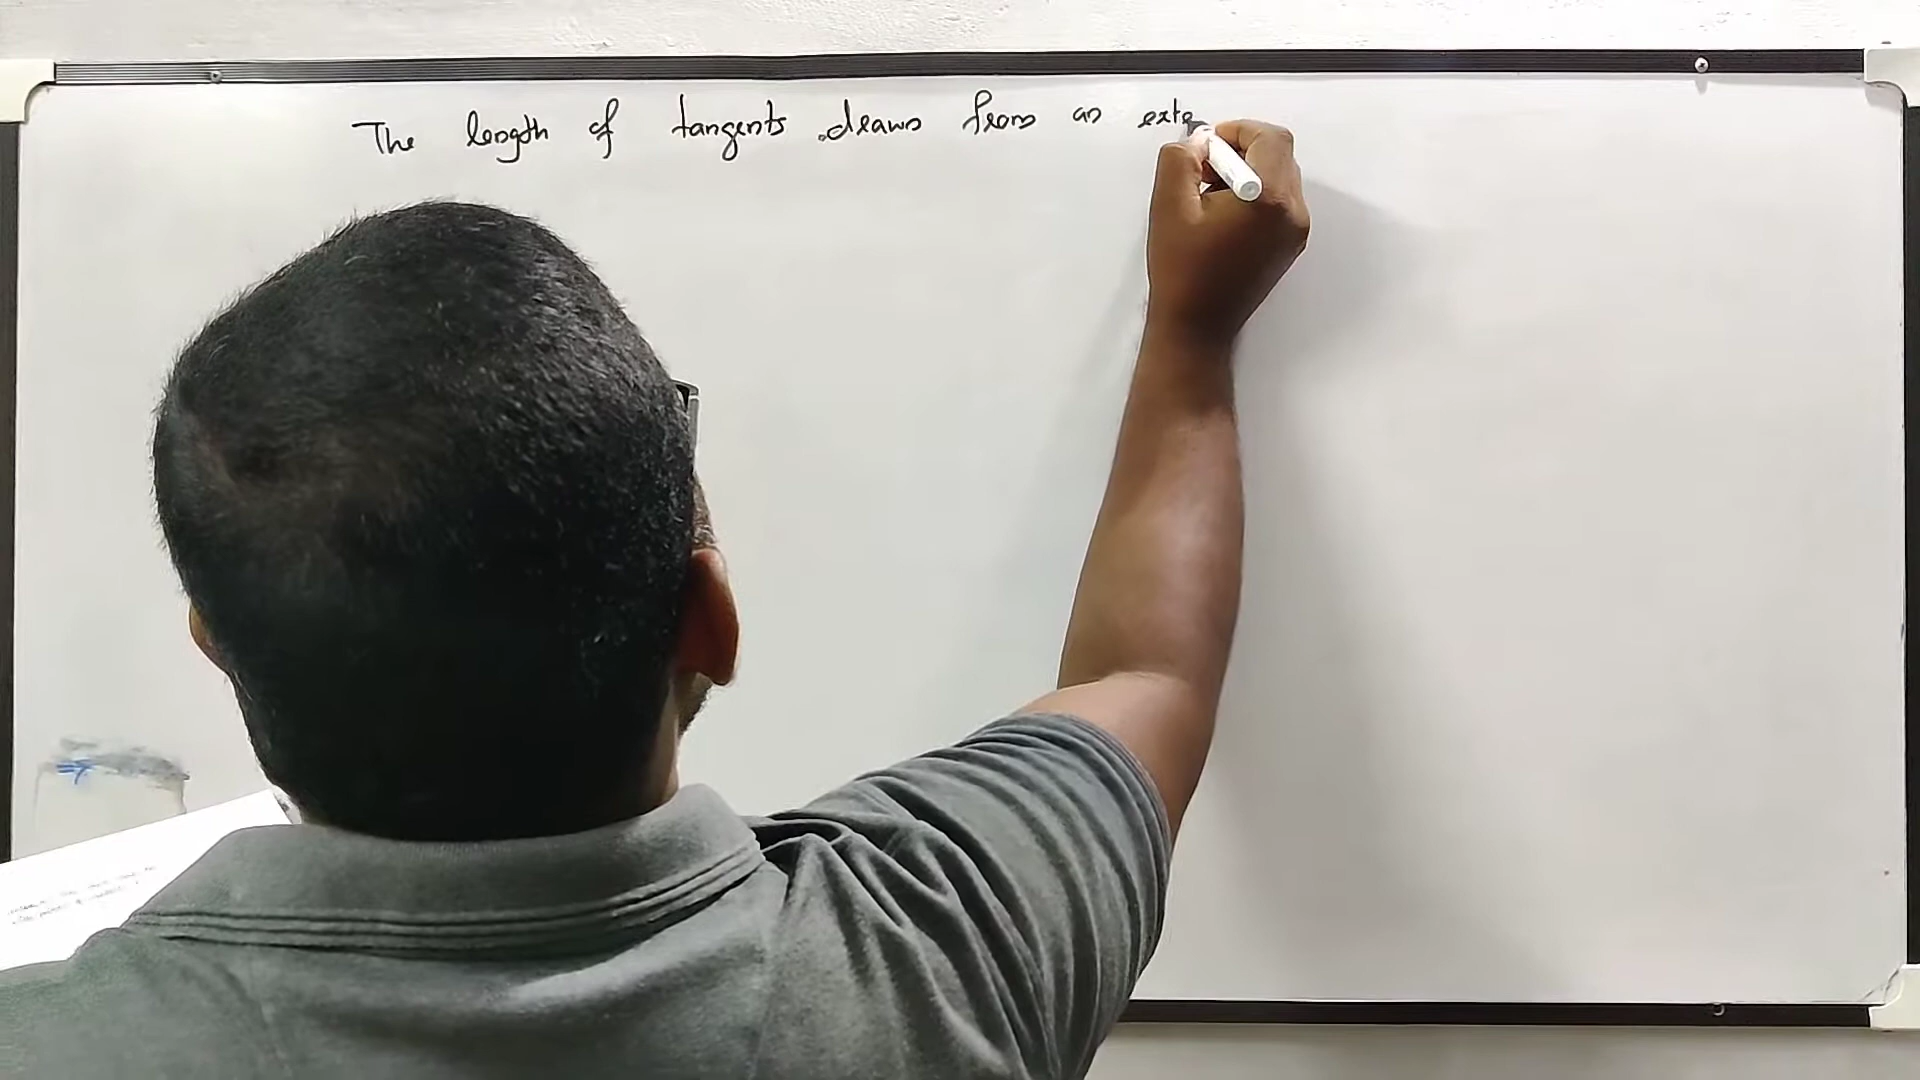 The length of tangents drawn from an exte